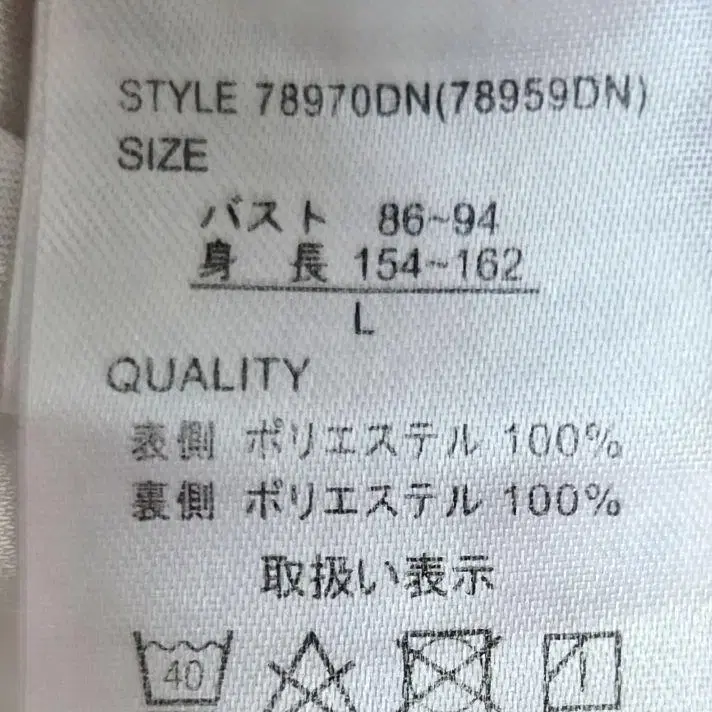 STYLE 78970DN(78959DN)
SIZE
バスト 86~94
身 長 154~162
L
QUALITY
表側 ポリエステル 100%
裏側 ポリエステル 100%
取扱い表示
40